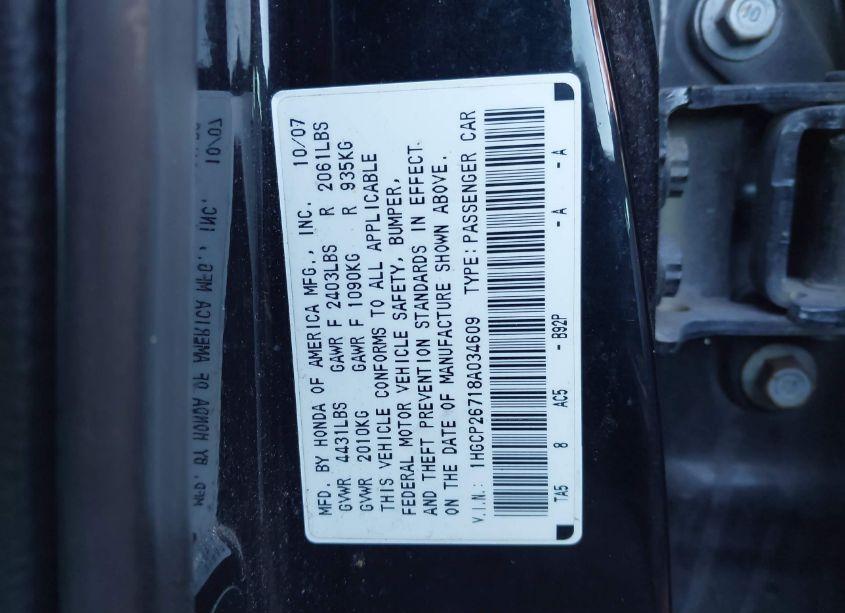 MFD. BY HONDA OF AMERICA MFG., INC. 10/07
GVWR 4431LBS GAWR F 2403LBS R 2061LBS
GVWR 2010KG GAWR F 1090KG R 935KG
THIS VEHICLE CONFORMS TO ALL APPLICABLE
FEDERAL MOTOR VEHICLE SAFETY, BUMPER,
AND THEFT PREVENTION STANDARDS IN EFFECT
ON THE DATE OF MANUFACTURE SHOWN ABOVE.
V.I.N.: 1HGCP26718A034609 TYPE: PASSENGER CAR
TA5 8 AC5 - B92P - A - A
10